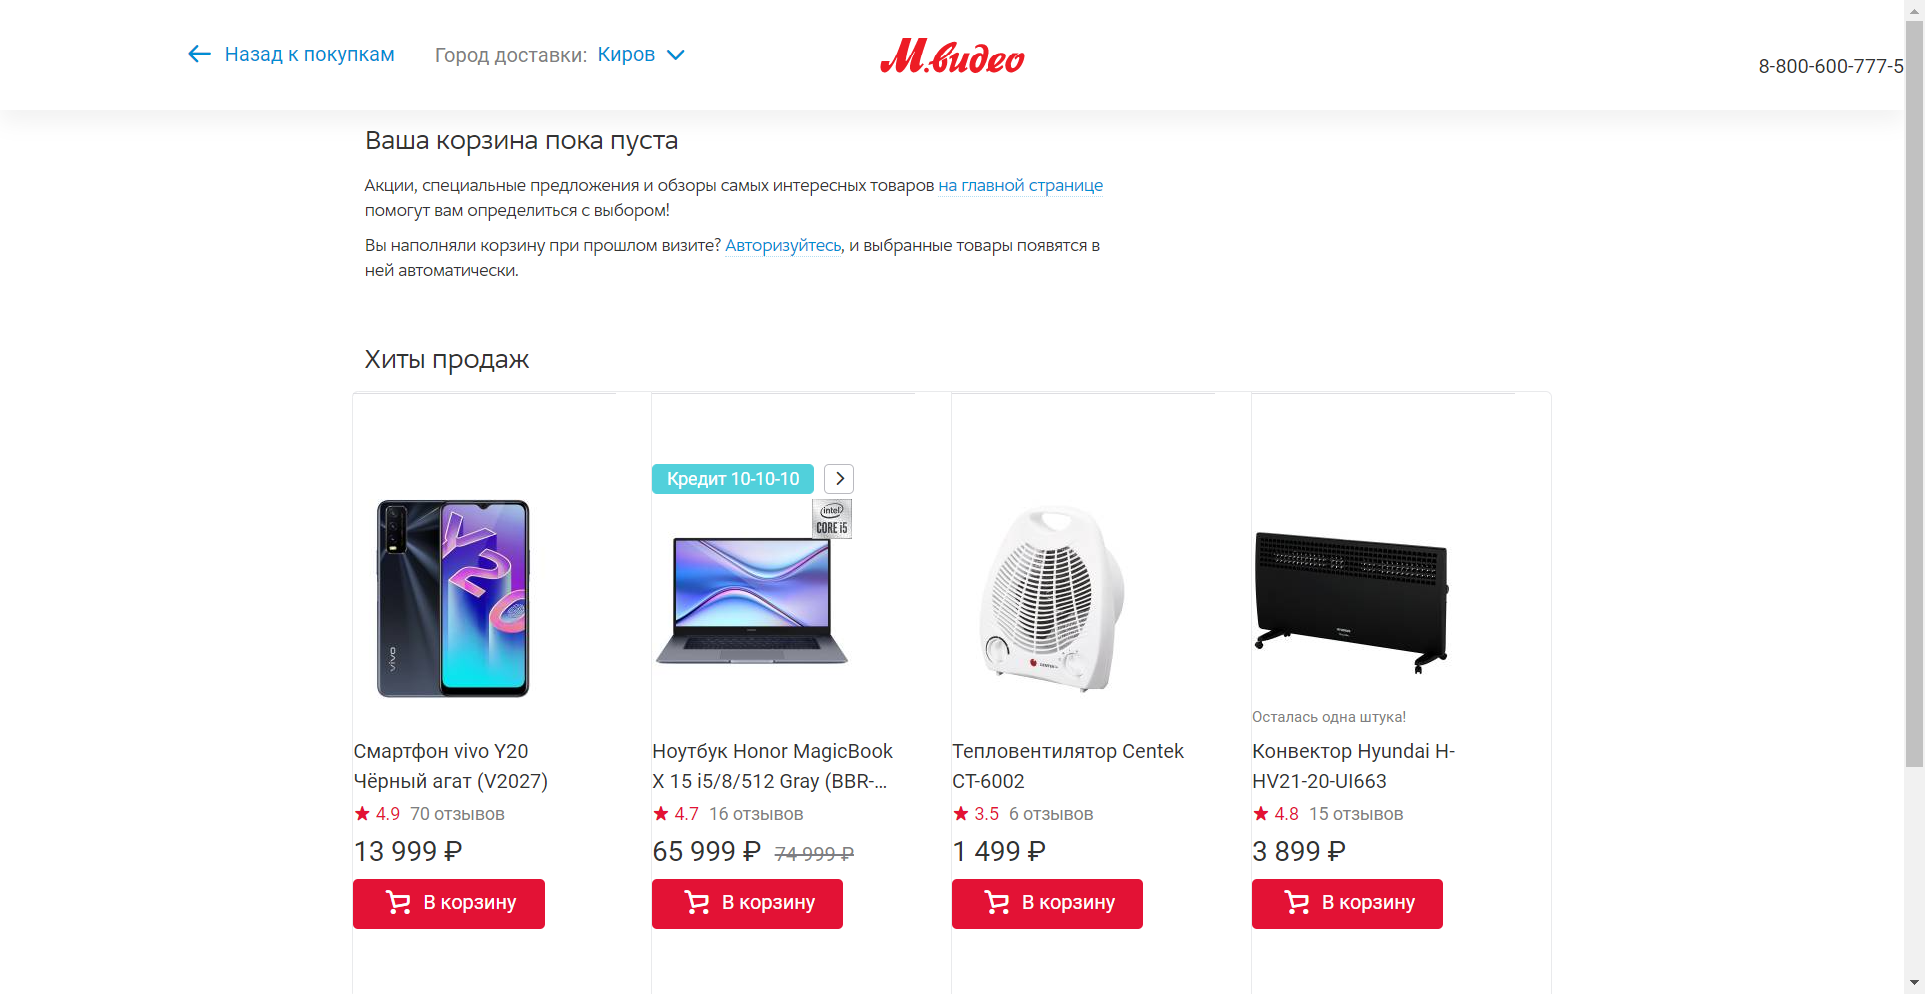 Назад к покупкам
Город доставки: Киров
М.видео
8-800-600-777-5
Ваша корзина пока пуста
Акции, специальные предложения и обзоры самых интересных товаров на главной странице
помогут вам определиться с выбором!
Вы наполняли корзину при прошлом визите? Авторизуйтесь, и выбранные товары появятся в
ней автоматически.
Хиты продаж
Y20
vivo
Смартфон vivo Y20
Чёрный агат (V2027)
4.9 70 отзывов
13 999 ₽
В корзину
Кредит 10-10-10
intel
CORE i5
Ноутбук Honor MagicBook
X 15 i5/8/512 Gray (BBR-...
4.7 16 отзывов
65 999 ₽ 74 999 ₽
В корзину
CENTEK
Тепловентилятор Centek
CT-6002
3.5 6 отзывов
1 499 ₽
В корзину
Осталась одна штука!
Конвектор Hyundai H-
HV21-20-UI663
4.8 15 отзывов
3 899 ₽
В корзину